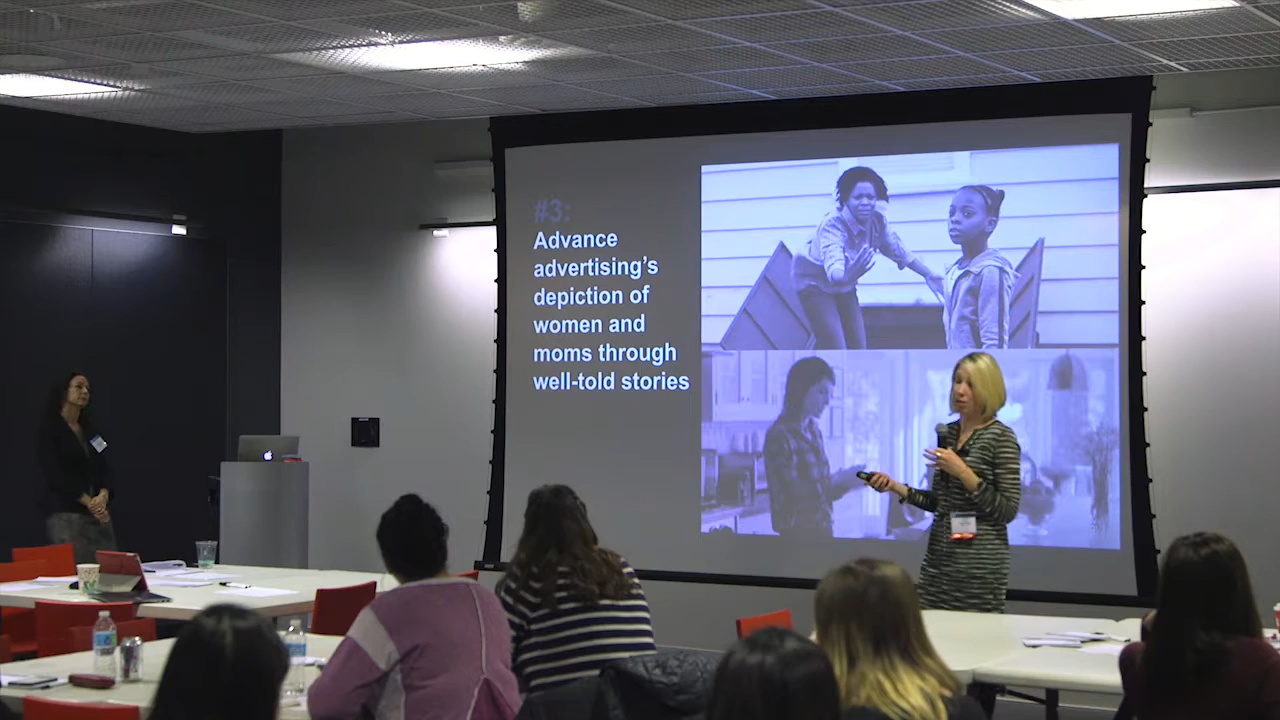 #3:
Advance
advertising's
depiction of
women and
moms through
well-told stories